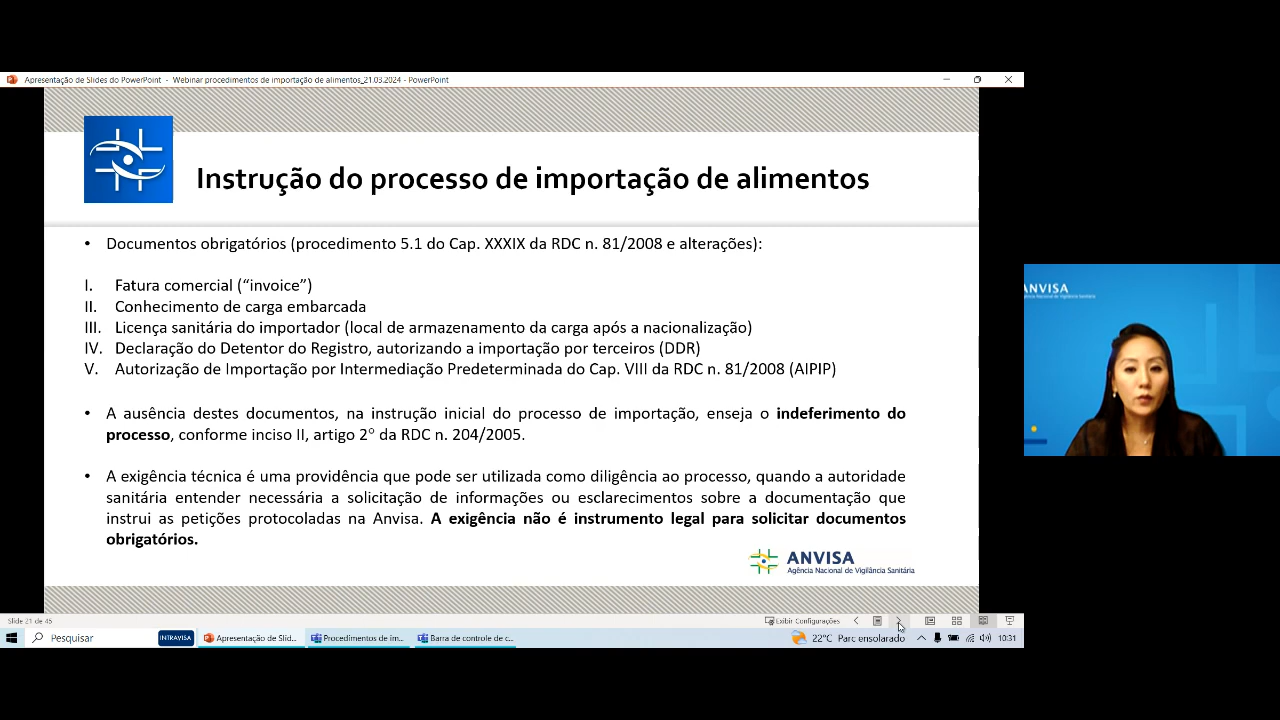 Apresentação de Slides do PowerPoint - Webinar procedimentos de importação de alimentos_21.03.2024 - PowerPoint
Instrução do processo de importação de alimentos
• Documentos obrigatórios (procedimento 5.1 do Cap. XXXIX da RDC n. 81/2008 e alterações):
I. Fatura comercial (“invoice”)
II. Conhecimento de carga embarcada
III. Licença sanitária do importador (local de armazenamento da carga após a nacionalização)
IV. Declaração do Detentor do Registro, autorizando a importação por terceiros (DDR)
V. Autorização de Importação por Intermediação Predeterminada do Cap. VIII da RDC n. 81/2008 (AIPIP)
• A ausência destes documentos, na instrução inicial do processo de importação, enseja o indeferimento do
processo, conforme inciso II, artigo 2° da RDC n. 204/2005.
• A exigência técnica é uma providência que pode ser utilizada como diligência ao processo, quando a autoridade
sanitária entender necessária a solicitação de informações ou esclarecimentos sobre a documentação que
instrui as petições protocoladas na Anvisa. A exigência não é instrumento legal para solicitar documentos
obrigatórios.
ANVISA
Agência Nacional de Vigilância Sanitária
ANVISA
Agência Nacional de Vigilância Sanitária
Slide 21 de 45
Exibir Configurações
Pesquisar
INTRAVISA
Apresentação de Slid...
Procedimentos de im...
Barra de controle de c...
22°C Parc ensolarado
10:31